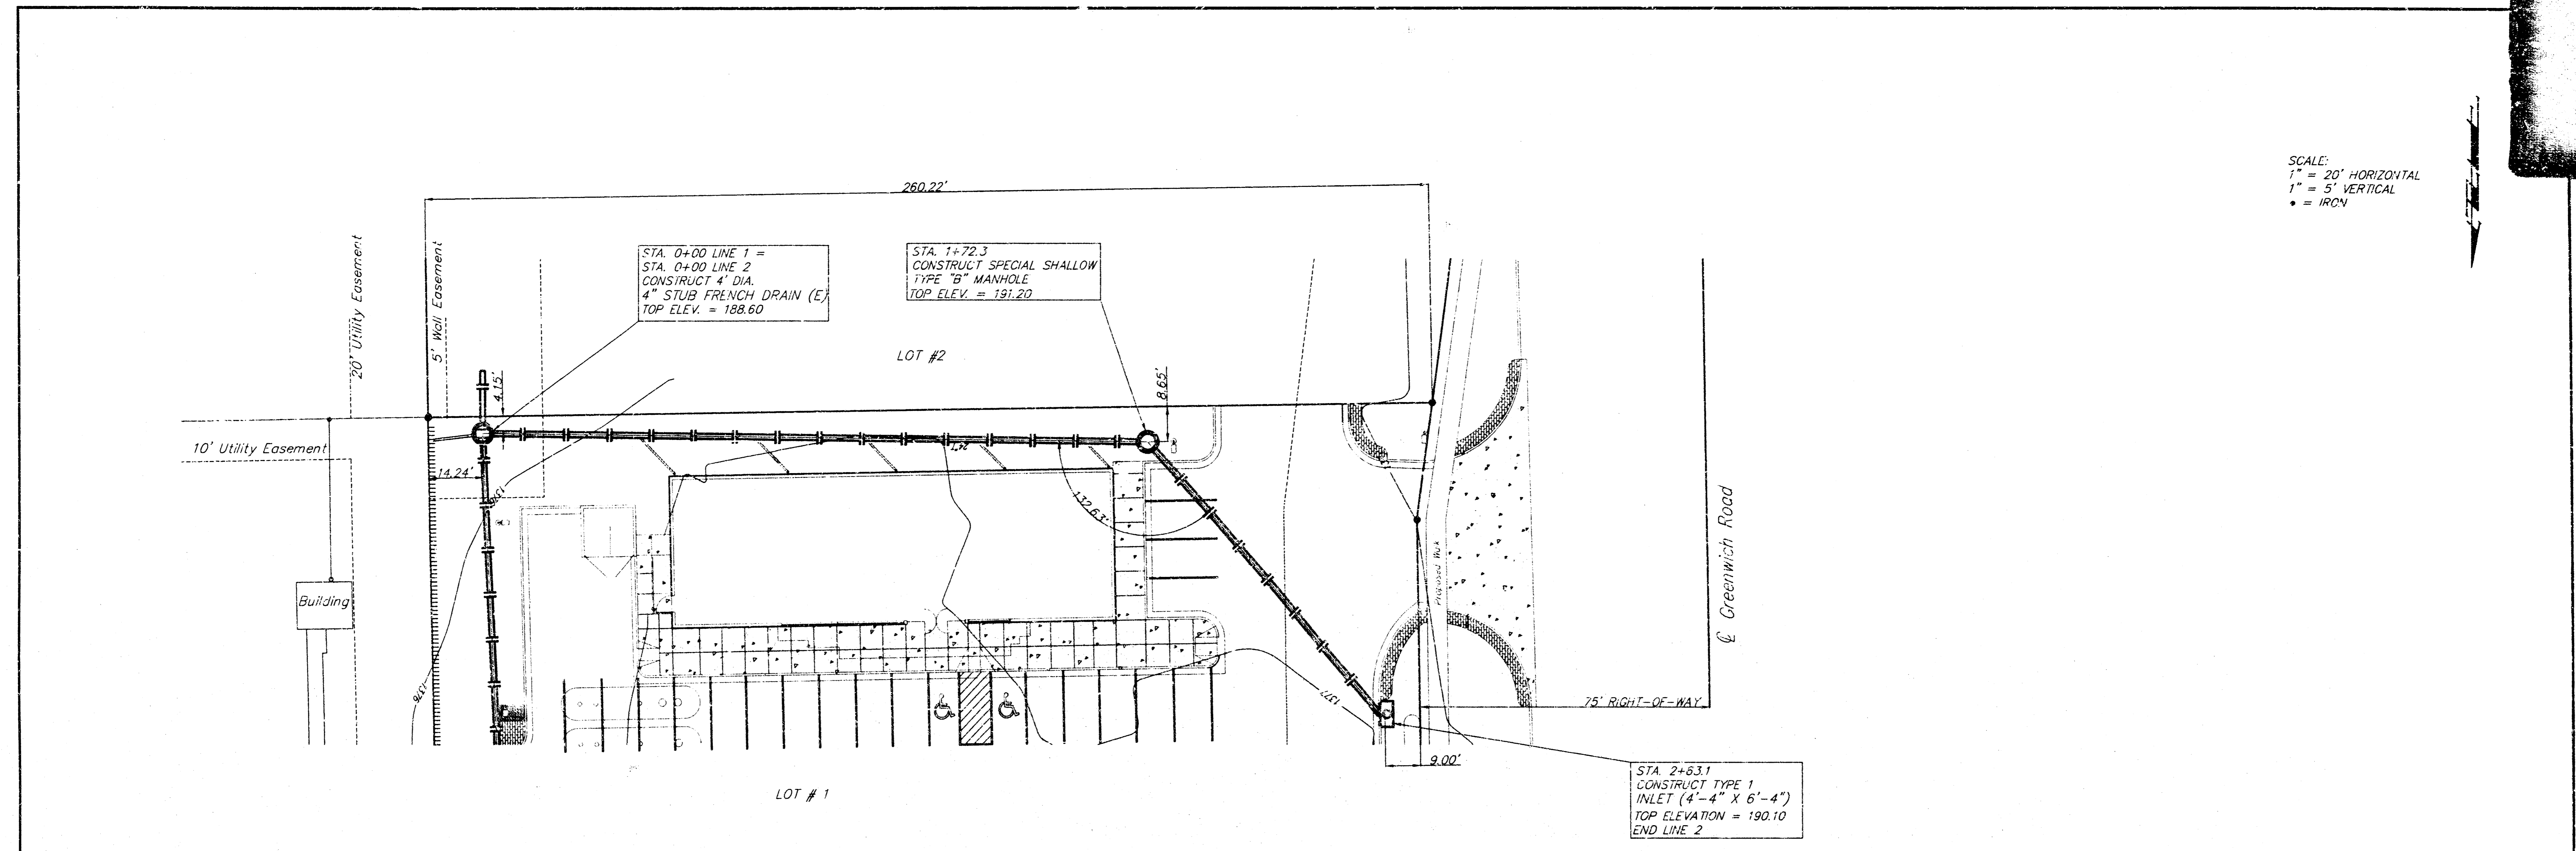 SCALE:
1" = 20' HORIZONTAL
1" = 5' VERTICAL
• = IRON
260.22'
20' Utility Easement
5' Wall Easement
STA. 0+00 LINE 1 =
STA. 0+00 LINE 2
CONSTRUCT 4' DIA.
4" STUB FRENCH DRAIN (E)
TOP ELEV. = 188.60
STA. 1+72.3
CONSTRUCT SPECIAL SHALLOW
TYPE "B" MANHOLE
TOP ELEV. = 191.20
LOT #2
4.15'
8.65'
10' Utility Easement
14.24'
1376
132.63°
Building
Proposed Walk
℄ Greenwich Road
1376
1377
75' RIGHT-OF-WAY
9.00'
STA. 2+63.1
CONSTRUCT TYPE 1
INLET (4'-4" X 6'-4")
TOP ELEVATION = 190.10
END LINE 2
LOT # 1